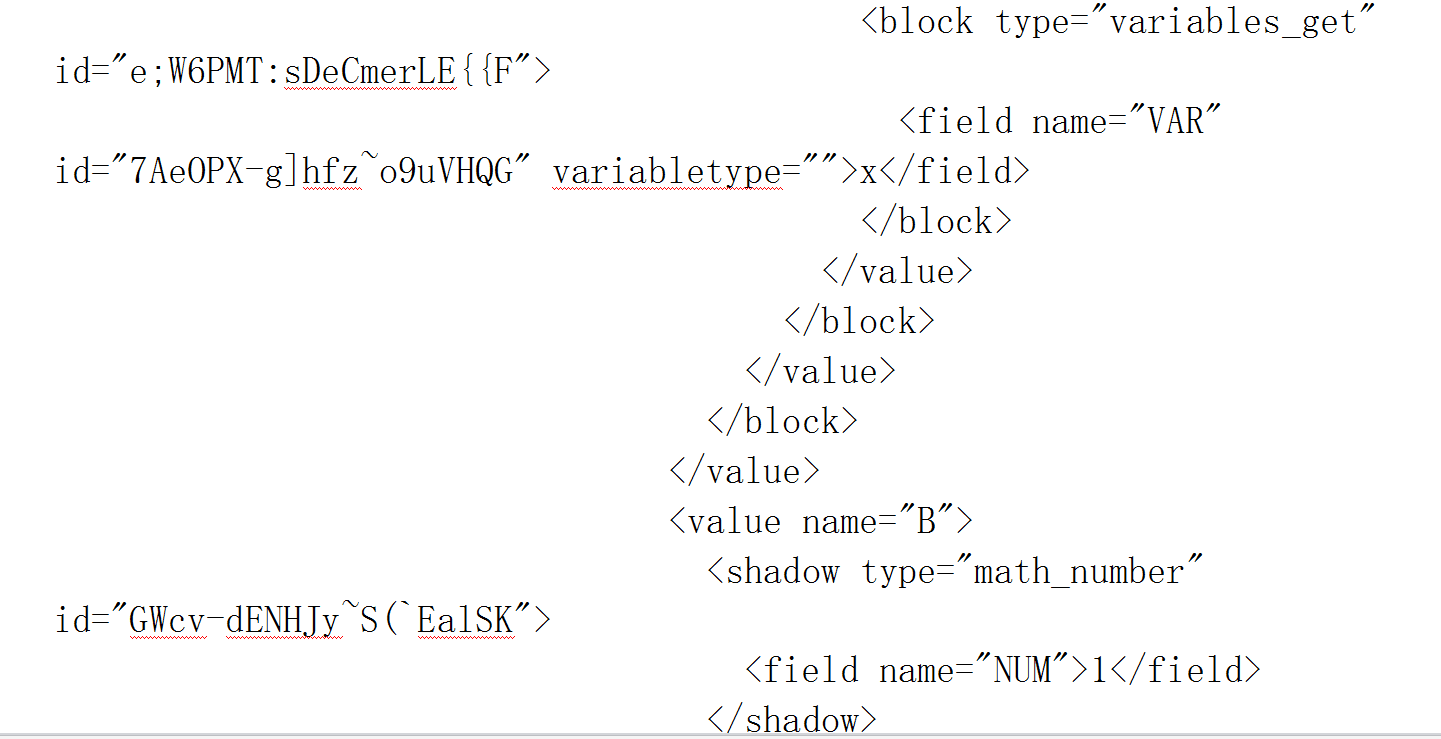 <block type="variables_get"
id="e;W6PMT:sDeCmerLE{{F">
<field name="VAR"
id="7AeOPX-g]hfz~o9uVHQG" variabletype="">x</field>
</block>
</value>
</block>
</value>
</block>
</value>
<value name="B">
<shadow type="math_number"
id="GWcv-dENHJy~S(`EalSK">
<field name="NUM">1</field>
</shadow>